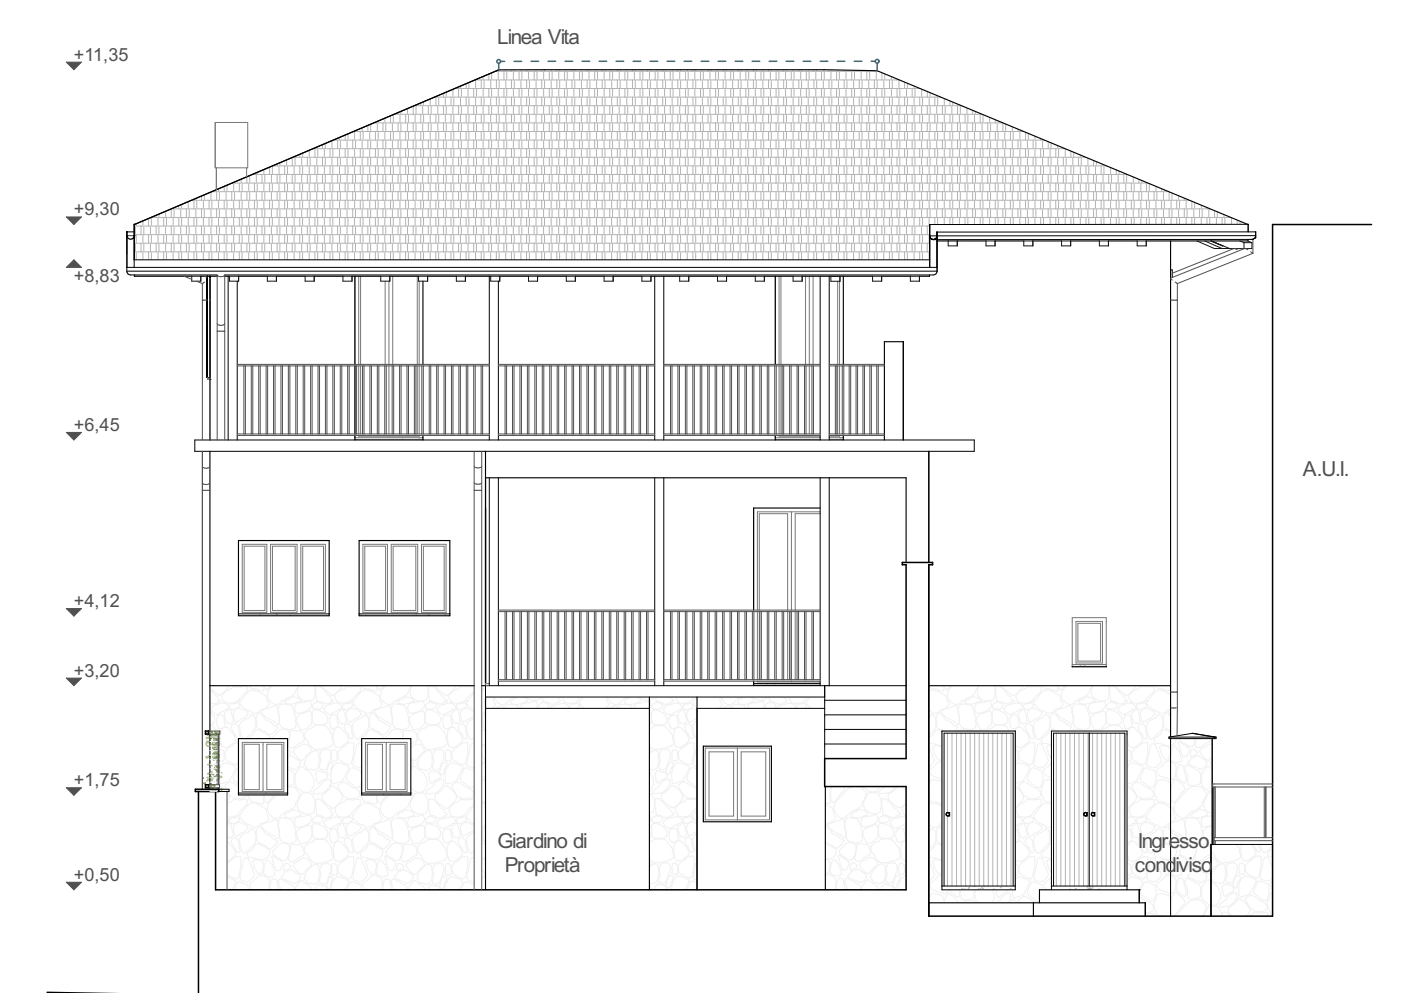 Linea Vita
+11,35
+9,30
+8,83
+6,45
A.U.I.
+4,12
+3,20
+1,75
Giardino di
Proprietà
Ingresso
condiviso
+0,50